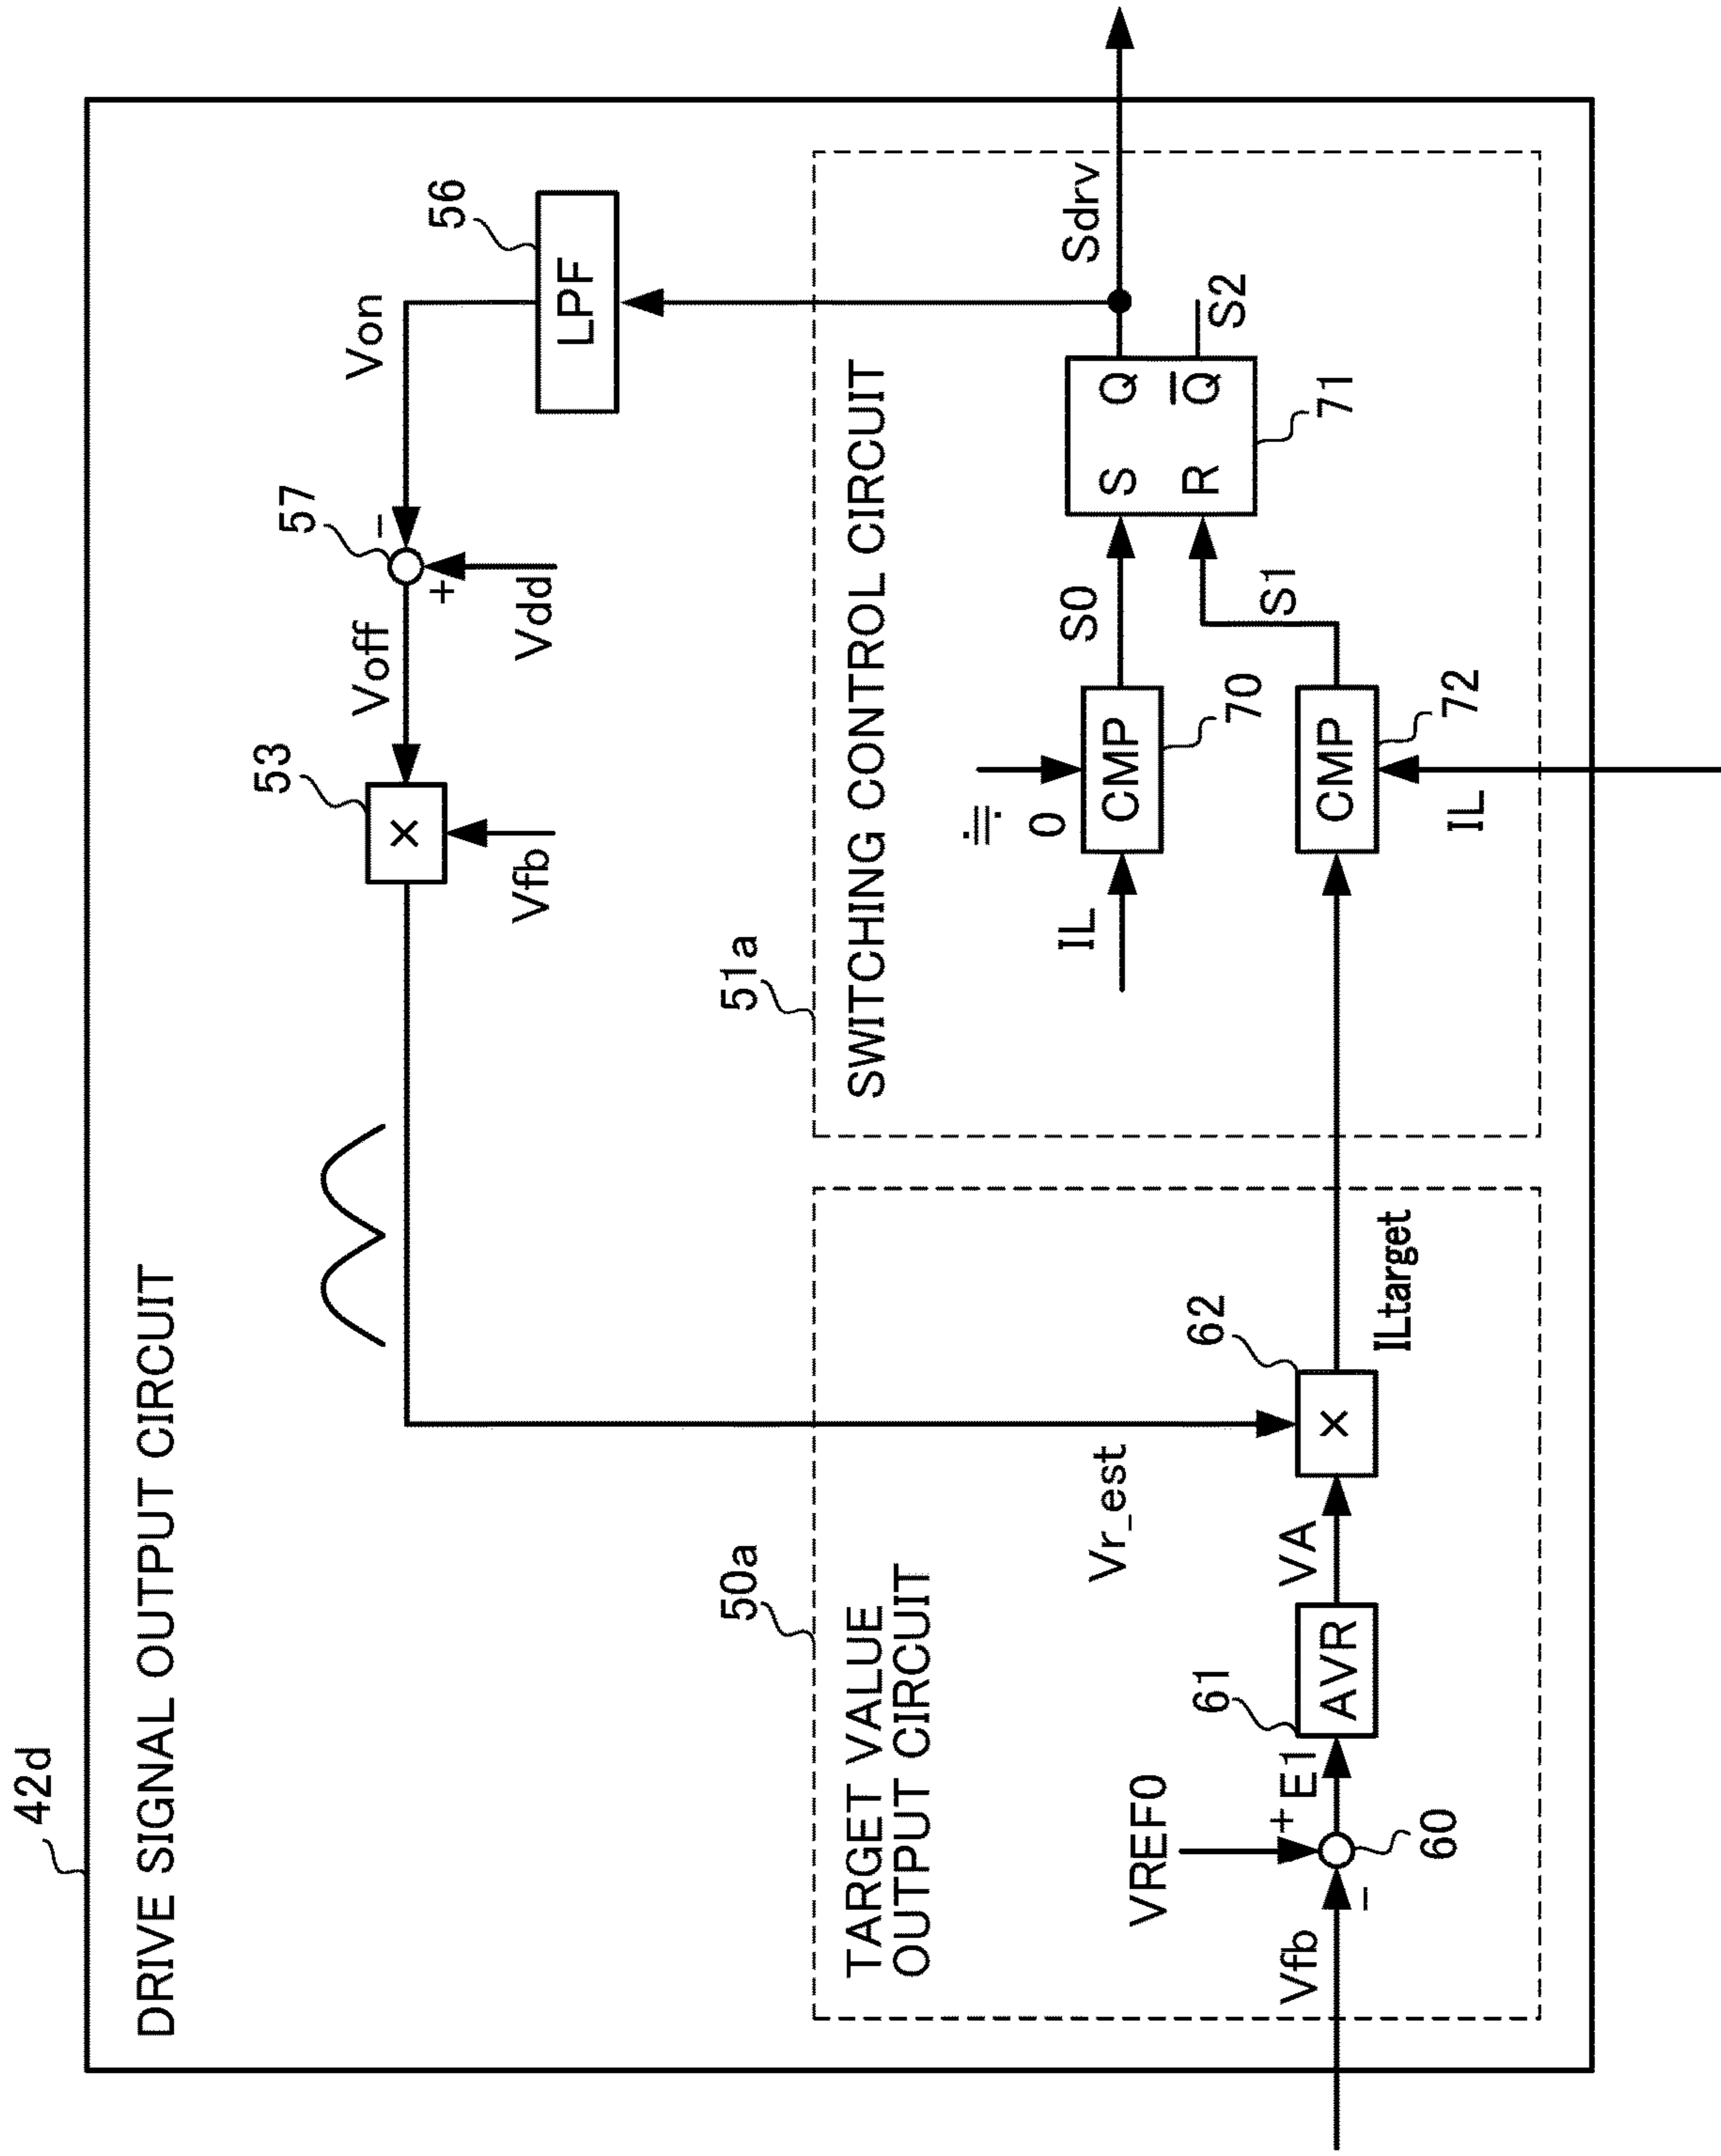 42d
DRIVE SIGNAL OUTPUT CIRCUIT
53
×
Vfb
Voff
57
-
+
Vdd
Von
56
LPF
50a
TARGET VALUE
OUTPUT CIRCUIT
Vr_est
VREF0
Vfb
-
+
E1
60
61
AVR
VA
62
×
ILtarget
51a
SWITCHING CONTROL CIRCUIT
≒
0
IL
CMP
70
S0
CMP
72
IL
S1
S
R
Q
Q̅
71
S2
Sdrv